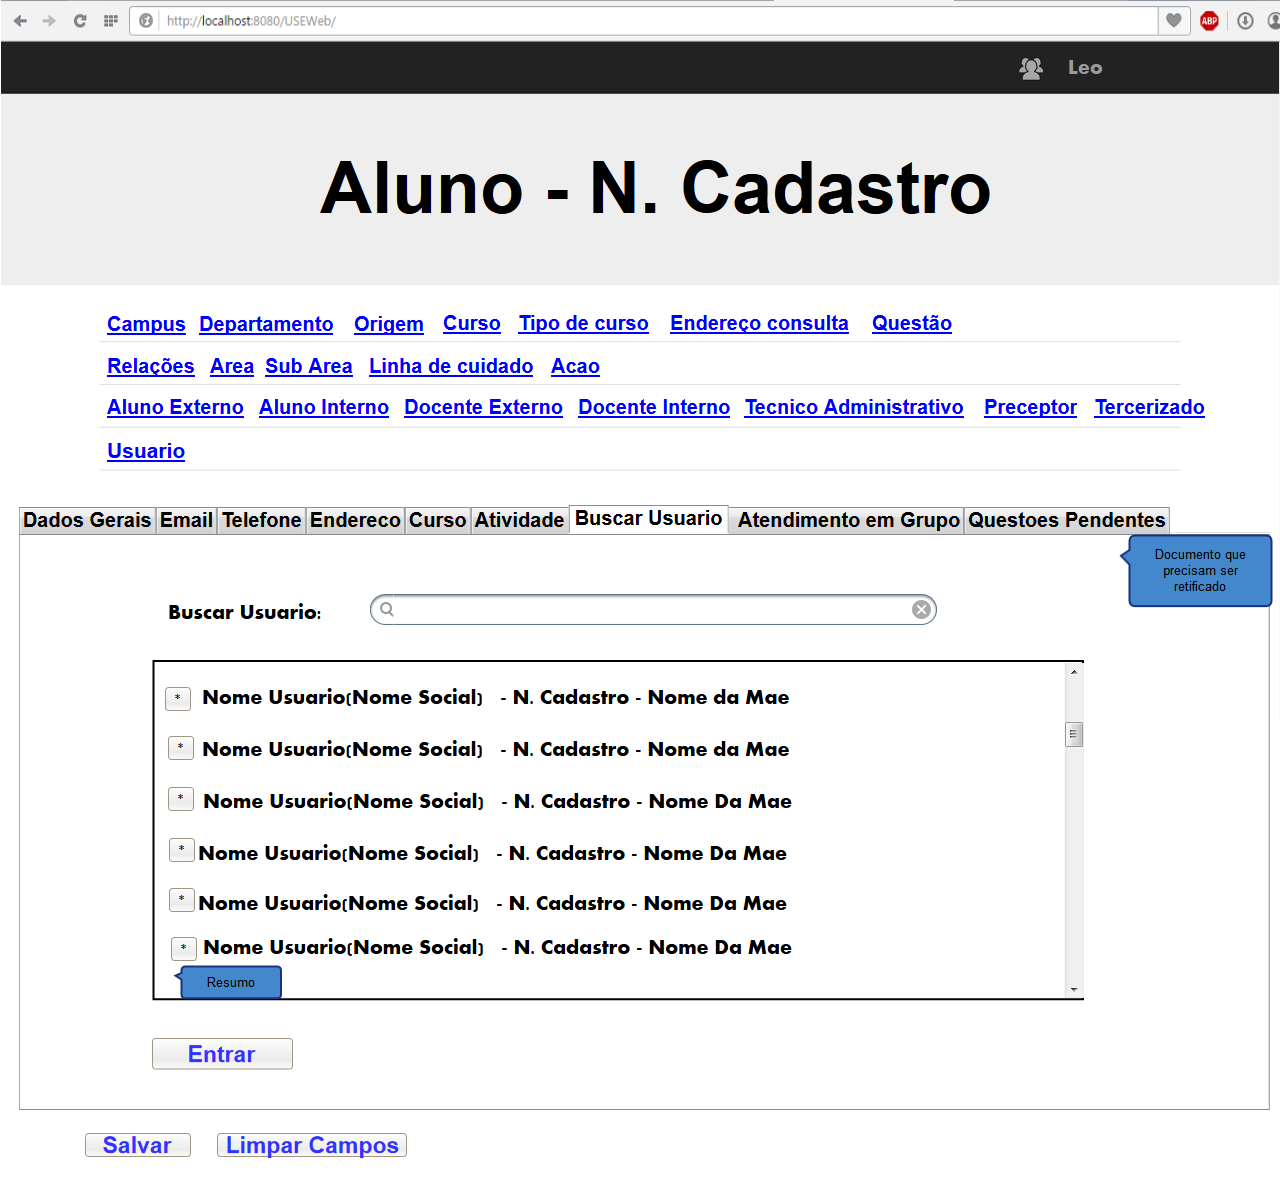 http://localhost:8080/USEWeb/
ABP
Leo
Aluno - N. Cadastro
Campus Departamento Origem Curso Tipo de curso Endereço consulta Questão
Relações Area Sub Area Linha de cuidado Acao
Aluno Externo Aluno Interno Docente Externo Docente Interno Tecnico Administrativo Preceptor Tercerizado
Usuario
Dados Gerais Email Telefone Endereco Curso Atividade Buscar Usuario Atendimento em Grupo Questoes Pendentes
Documento que
precisam ser
retificado
Buscar Usuario:
* Nome Usuario(Nome Social) - N. Cadastro - Nome da Mae
* Nome Usuario(Nome Social) - N. Cadastro - Nome da Mae
* Nome Usuario(Nome Social) - N. Cadastro - Nome Da Mae
* Nome Usuario(Nome Social) - N. Cadastro - Nome Da Mae
* Nome Usuario(Nome Social) - N. Cadastro - Nome Da Mae
* Nome Usuario(Nome Social) - N. Cadastro - Nome Da Mae
Resumo
Entrar
Salvar Limpar Campos